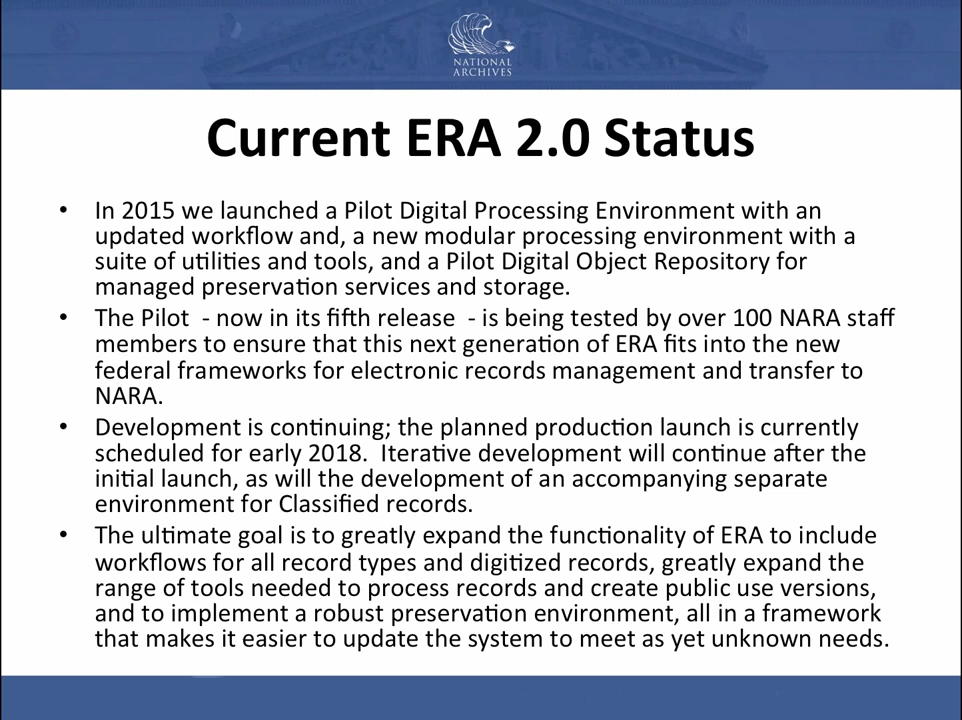 NATIONAL
ARCHIVES
Current ERA 2.0 Status
• In 2015 we launched a Pilot Digital Processing Environment with an
updated workflow and, a new modular processing environment with a
suite of utilities and tools, and a Pilot Digital Object Repository for
managed preservation services and storage.
• The Pilot  - now in its fifth release  - is being tested by over 100 NARA staff
members to ensure that this next generation of ERA fits into the new
federal frameworks for electronic records management and transfer to
NARA.
• Development is continuing; the planned production launch is currently
scheduled for early 2018.  Iterative development will continue after the
initial launch, as will the development of an accompanying separate
environment for Classified records.
• The ultimate goal is to greatly expand the functionality of ERA to include
workflows for all record types and digitized records, greatly expand the
range of tools needed to process records and create public use versions,
and to implement a robust preservation environment, all in a framework
that makes it easier to update the system to meet as yet unknown needs.